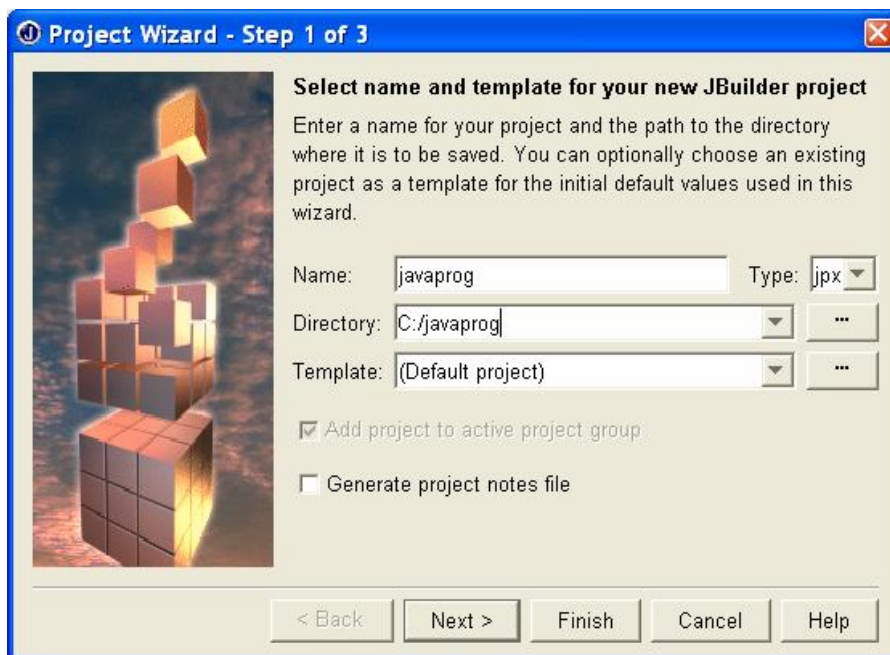 Project Wizard - Step 1 of 3
Select name and template for your new JBuilder project
Enter a name for your project and the path to the directory
where it is to be saved. You can optionally choose an existing
project as a template for the initial default values used in this
wizard.
Name: javaprog Type: jpx
Directory: C:/javaprog ...
Template: (Default project) ...
Add project to active project group
Generate project notes file
< Back Next > Finish Cancel Help